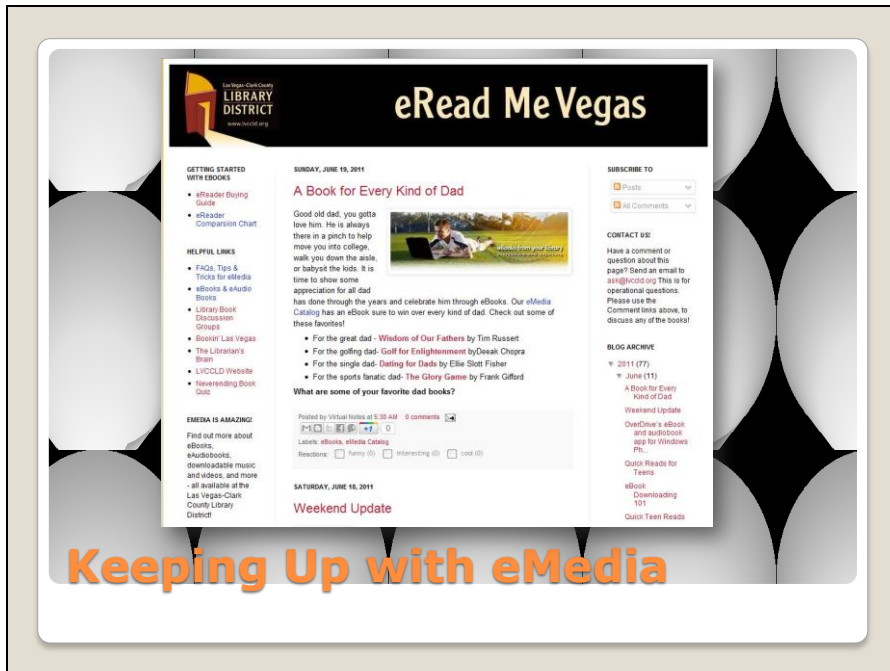 Las Vegas-Clark County
LIBRARY
DISTRICT
www.lvccld.org
eRead Me Vegas
GETTING STARTED
WITH EBOOKS
eReader Buying
Guide
eReader
Comparsion Chart
HELPFUL LINKS
FAQs, Tips &
Tricks for eMedia
eBooks & eAudio
Books
Library Book
Discussion
Groups
Bookin' Las Vegas
The Librarian's
Brain
LVCCLD Website
Neverending Book
Quiz
EMEDIA IS AMAZING!
Find out more about
eBooks,
eAudiobooks,
downloadable music
and videos, and more
- all available at the
Las Vegas-Clark
County Library
District!
SUNDAY, JUNE 19, 2011
A Book for Every Kind of Dad
Good old dad, you gotta
love him. He is always
there in a pinch to help
move you into college,
walk you down the aisle,
or babysit the kids. It is
time to show some
appreciation for all dad
has done through the years and celebrate him through eBooks. Our eMedia
Catalog has an eBook sure to win over every kind of dad. Check out some of
these favorites!
eBooks from your library
For the great dad - Wisdom of Our Fathers by Tim Russert
For the golfing dad- Golf for Enlightenment byDeeak Chopra
For the single dad- Dating for Dads by Ellie Slott Fisher
For the sports fanatic dad- The Glory Game by Frank Gifford
What are some of your favorite dad books?
Posted by Virtual Notes at 5:30 AM 0 comments
+1 0
Labels: eBooks, eMedia Catalog
Reactions: funny (0) interesting (0) cool (0)
SATURDAY, JUNE 18, 2011
Weekend Update
SUBSCRIBE TO
Posts
All Comments
CONTACT US!
Have a comment or
question about this
page? Send an email to
ask@lvccld.org This is for
operational questions.
Please use the
Comment links above, to
discuss any of the books!
BLOG ARCHIVE
▼ 2011 (77)
▼ June (11)
A Book for Every
Kind of Dad
Weekend Update
OverDrive's eBook
and audiobook
app for Windows
Ph...
Quick Reads for
Teens
eBook
Downloading
101
Quick Teen Reads
Keeping Up with eMedia